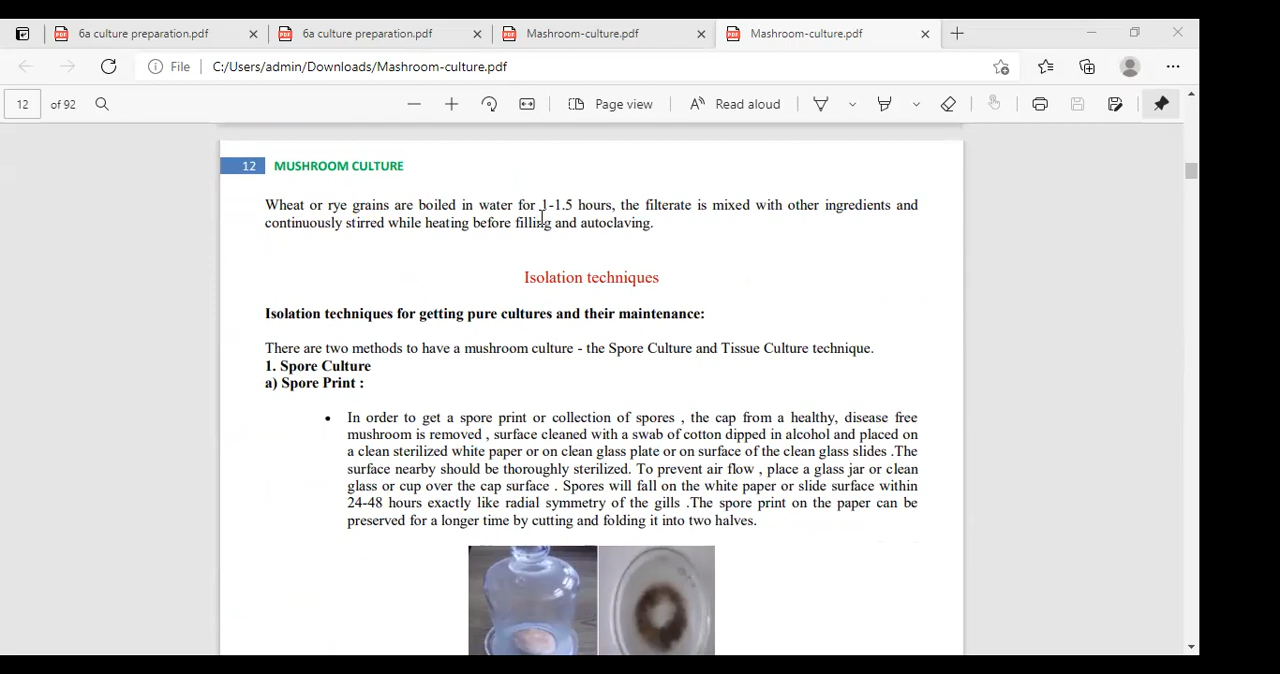 6a culture preparation.pdf
6a culture preparation.pdf
Mashroom-culture.pdf
Mashroom-culture.pdf
File
C:/Users/admin/Downloads/Mashroom-culture.pdf
12 of 92
Page view
Read aloud
12 MUSHROOM CULTURE
Wheat or rye grains are boiled in water for 1-1.5 hours, the filterate is mixed with other ingredients and
continuously stirred while heating before filling and autoclaving.
Isolation techniques
Isolation techniques for getting pure cultures and their maintenance:
There are two methods to have a mushroom culture - the Spore Culture and Tissue Culture technique.
1. Spore Culture
a) Spore Print :
• In order to get a spore print or collection of spores , the cap from a healthy, disease free
mushroom is removed , surface cleaned with a swab of cotton dipped in alcohol and placed on
a clean sterilized white paper or on clean glass plate or on surface of the clean glass slides .The
surface nearby should be thoroughly sterilized. To prevent air flow , place a glass jar or clean
glass or cup over the cap surface . Spores will fall on the white paper or slide surface within
24-48 hours exactly like radial symmetry of the gills .The spore print on the paper can be
preserved for a longer time by cutting and folding it into two halves.